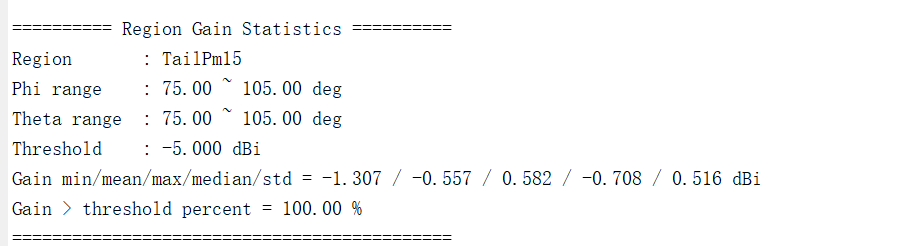 ========== Region Gain Statistics ==========
Region       : TailPm15
Phi range    : 75.00 ~ 105.00 deg
Theta range  : 75.00 ~ 105.00 deg
Threshold    : -5.000 dBi
Gain min/mean/max/median/std = -1.307 / -0.557 / 0.582 / -0.708 / 0.516 dBi
Gain > threshold percent = 100.00 %
============================================